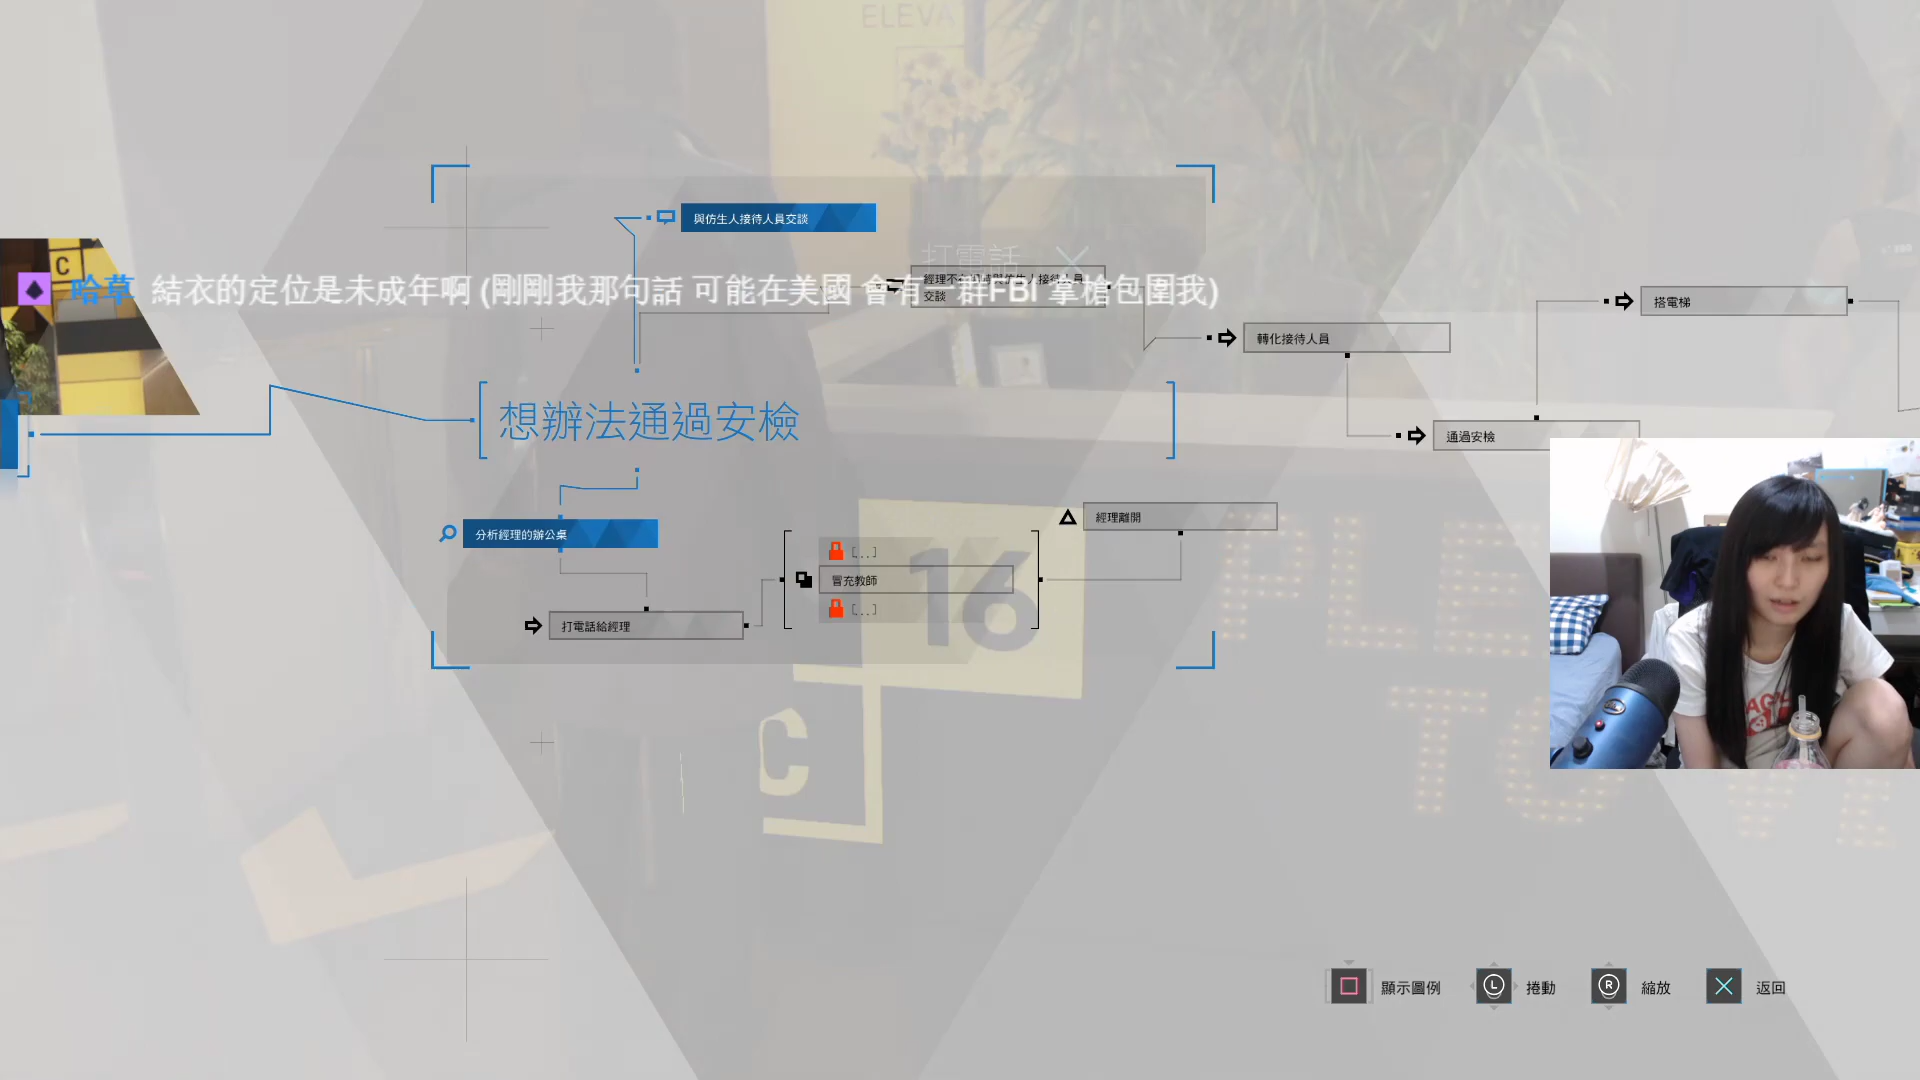 ELEVA
與仿生人接待人員交談
打電話
C
哈草 結衣的定位是未成年啊 (剛剛我那句話 可能在美國 會有一群FBI 拿槍包圍我)
交談
搭電梯
轉化接待人員
想辦法通過安檢
通過安檢
經理離開
分析經理的辦公桌
[...]
冒充教師
[...]
打電話給經理
16
PLE
TO
C
顯示圖例
L 捲動
R 縮放
返回